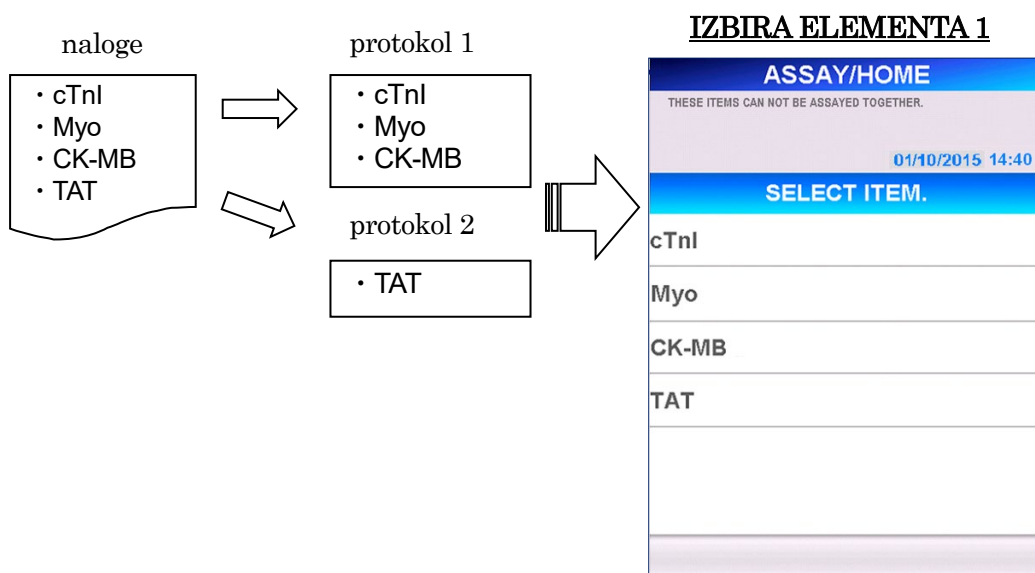 naloge
・cTnI
・Myo
・CK-MB
・TAT
protokol 1
・cTnI
・Myo
・CK-MB
protokol 2
・TAT
IZBIRA ELEMENTA 1
ASSAY/HOME
THESE ITEMS CAN NOT BE ASSAYED TOGETHER.
01/10/2015 14:40
SELECT ITEM.
cTnI
Myo
CK-MB
TAT